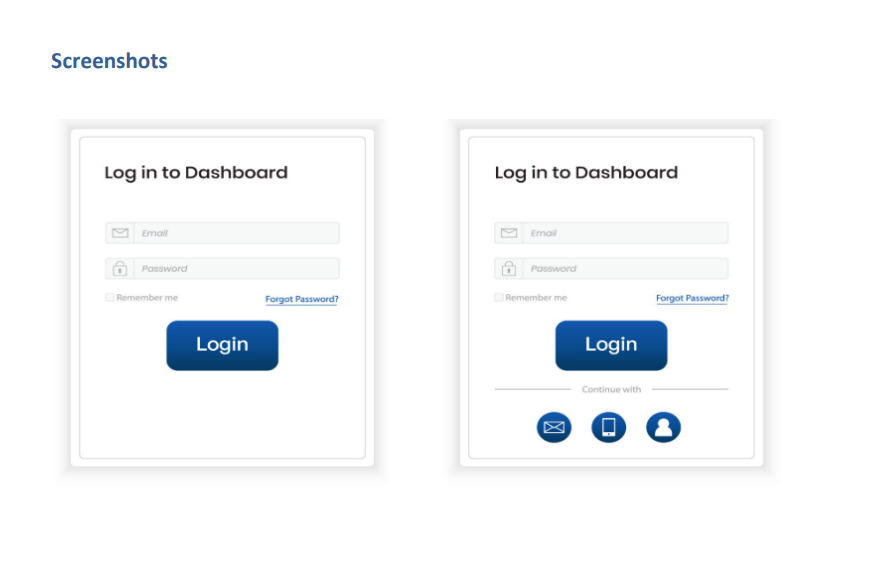 Screenshots
Log in to Dashboard
Email
Password
Remember me
Forgot Password?
Login
Log in to Dashboard
Email
Password
Remember me
Forgot Password?
Login
Continue with